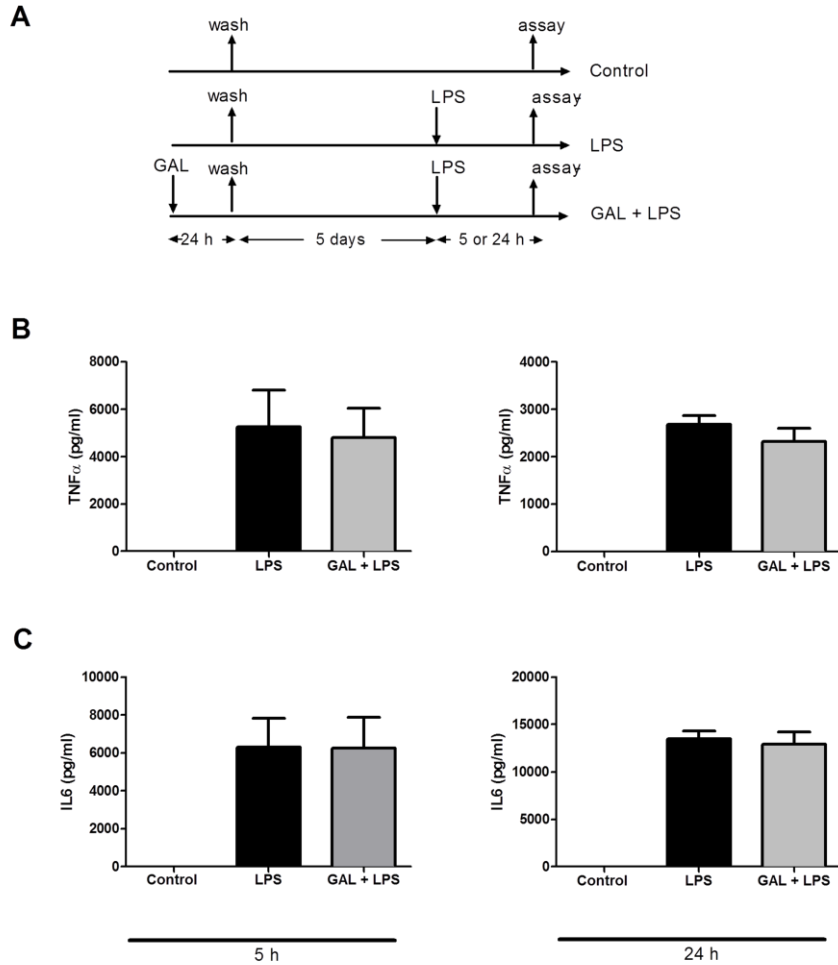 A
wash assay
Control
wash LPS assay
LPS
GAL wash LPS assay
GAL + LPS
24 h 5 days 5 or 24 h
B
TNFα (pg/ml)
8000
6000
4000
2000
0
Control LPS GAL + LPS
TNFα (pg/ml)
4000
3000
2000
1000
0
Control LPS GAL + LPS
C
IL6 (pg/ml)
10000
8000
6000
4000
2000
0
Control LPS GAL + LPS
IL6 (pg/ml)
20000
15000
10000
5000
0
Control LPS GAL + LPS
5 h
24 h